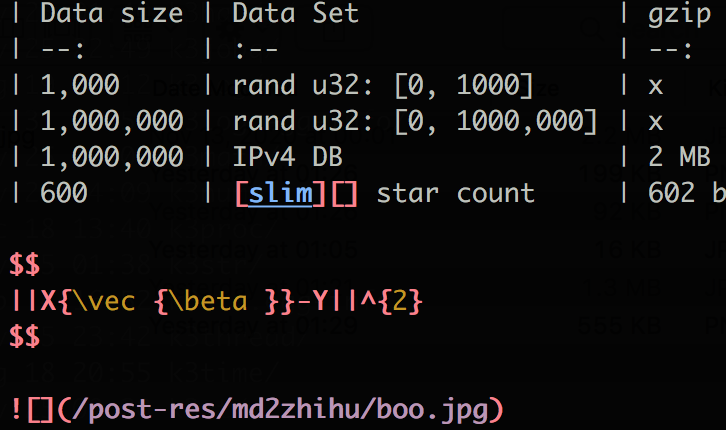 | Data size | Data Set | gzip
| --: | :-- | --:
| 1,000 | rand u32: [0, 1000] | x
| 1,000,000 | rand u32: [0, 1000,000] | x
| 1,000,000 | IPv4 DB | 2 MB
| 600 | [slim][] star count | 602 b
$$
||X{\vec {\beta }}-Y||^{2}
$$
![](/post-res/md2zhihu/boo.jpg)